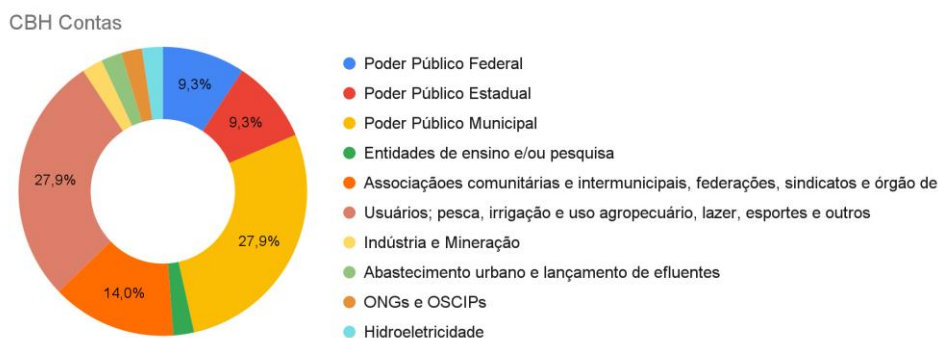 CBH Contas
9,3%
9,3%
27,9%
14,0%
27,9%
Poder Público Federal
Poder Público Estadual
Poder Público Municipal
Entidades de ensino e/ou pesquisa
Associaçãoes comunitárias e intermunicipais, federações, sindicatos e órgão de
Usuários; pesca, irrigação e uso agropecuário, lazer, esportes e outros
Indústria e Mineração
Abastecimento urbano e lançamento de efluentes
ONGs e OSCIPs
Hidroeletricidade